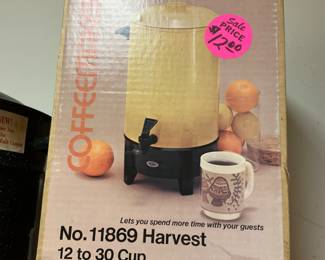 Sale
PRICE
$12.00
COFFEEM
Lets you spend more time with your guests
No.11869 Harvest
12 to 30 Cup